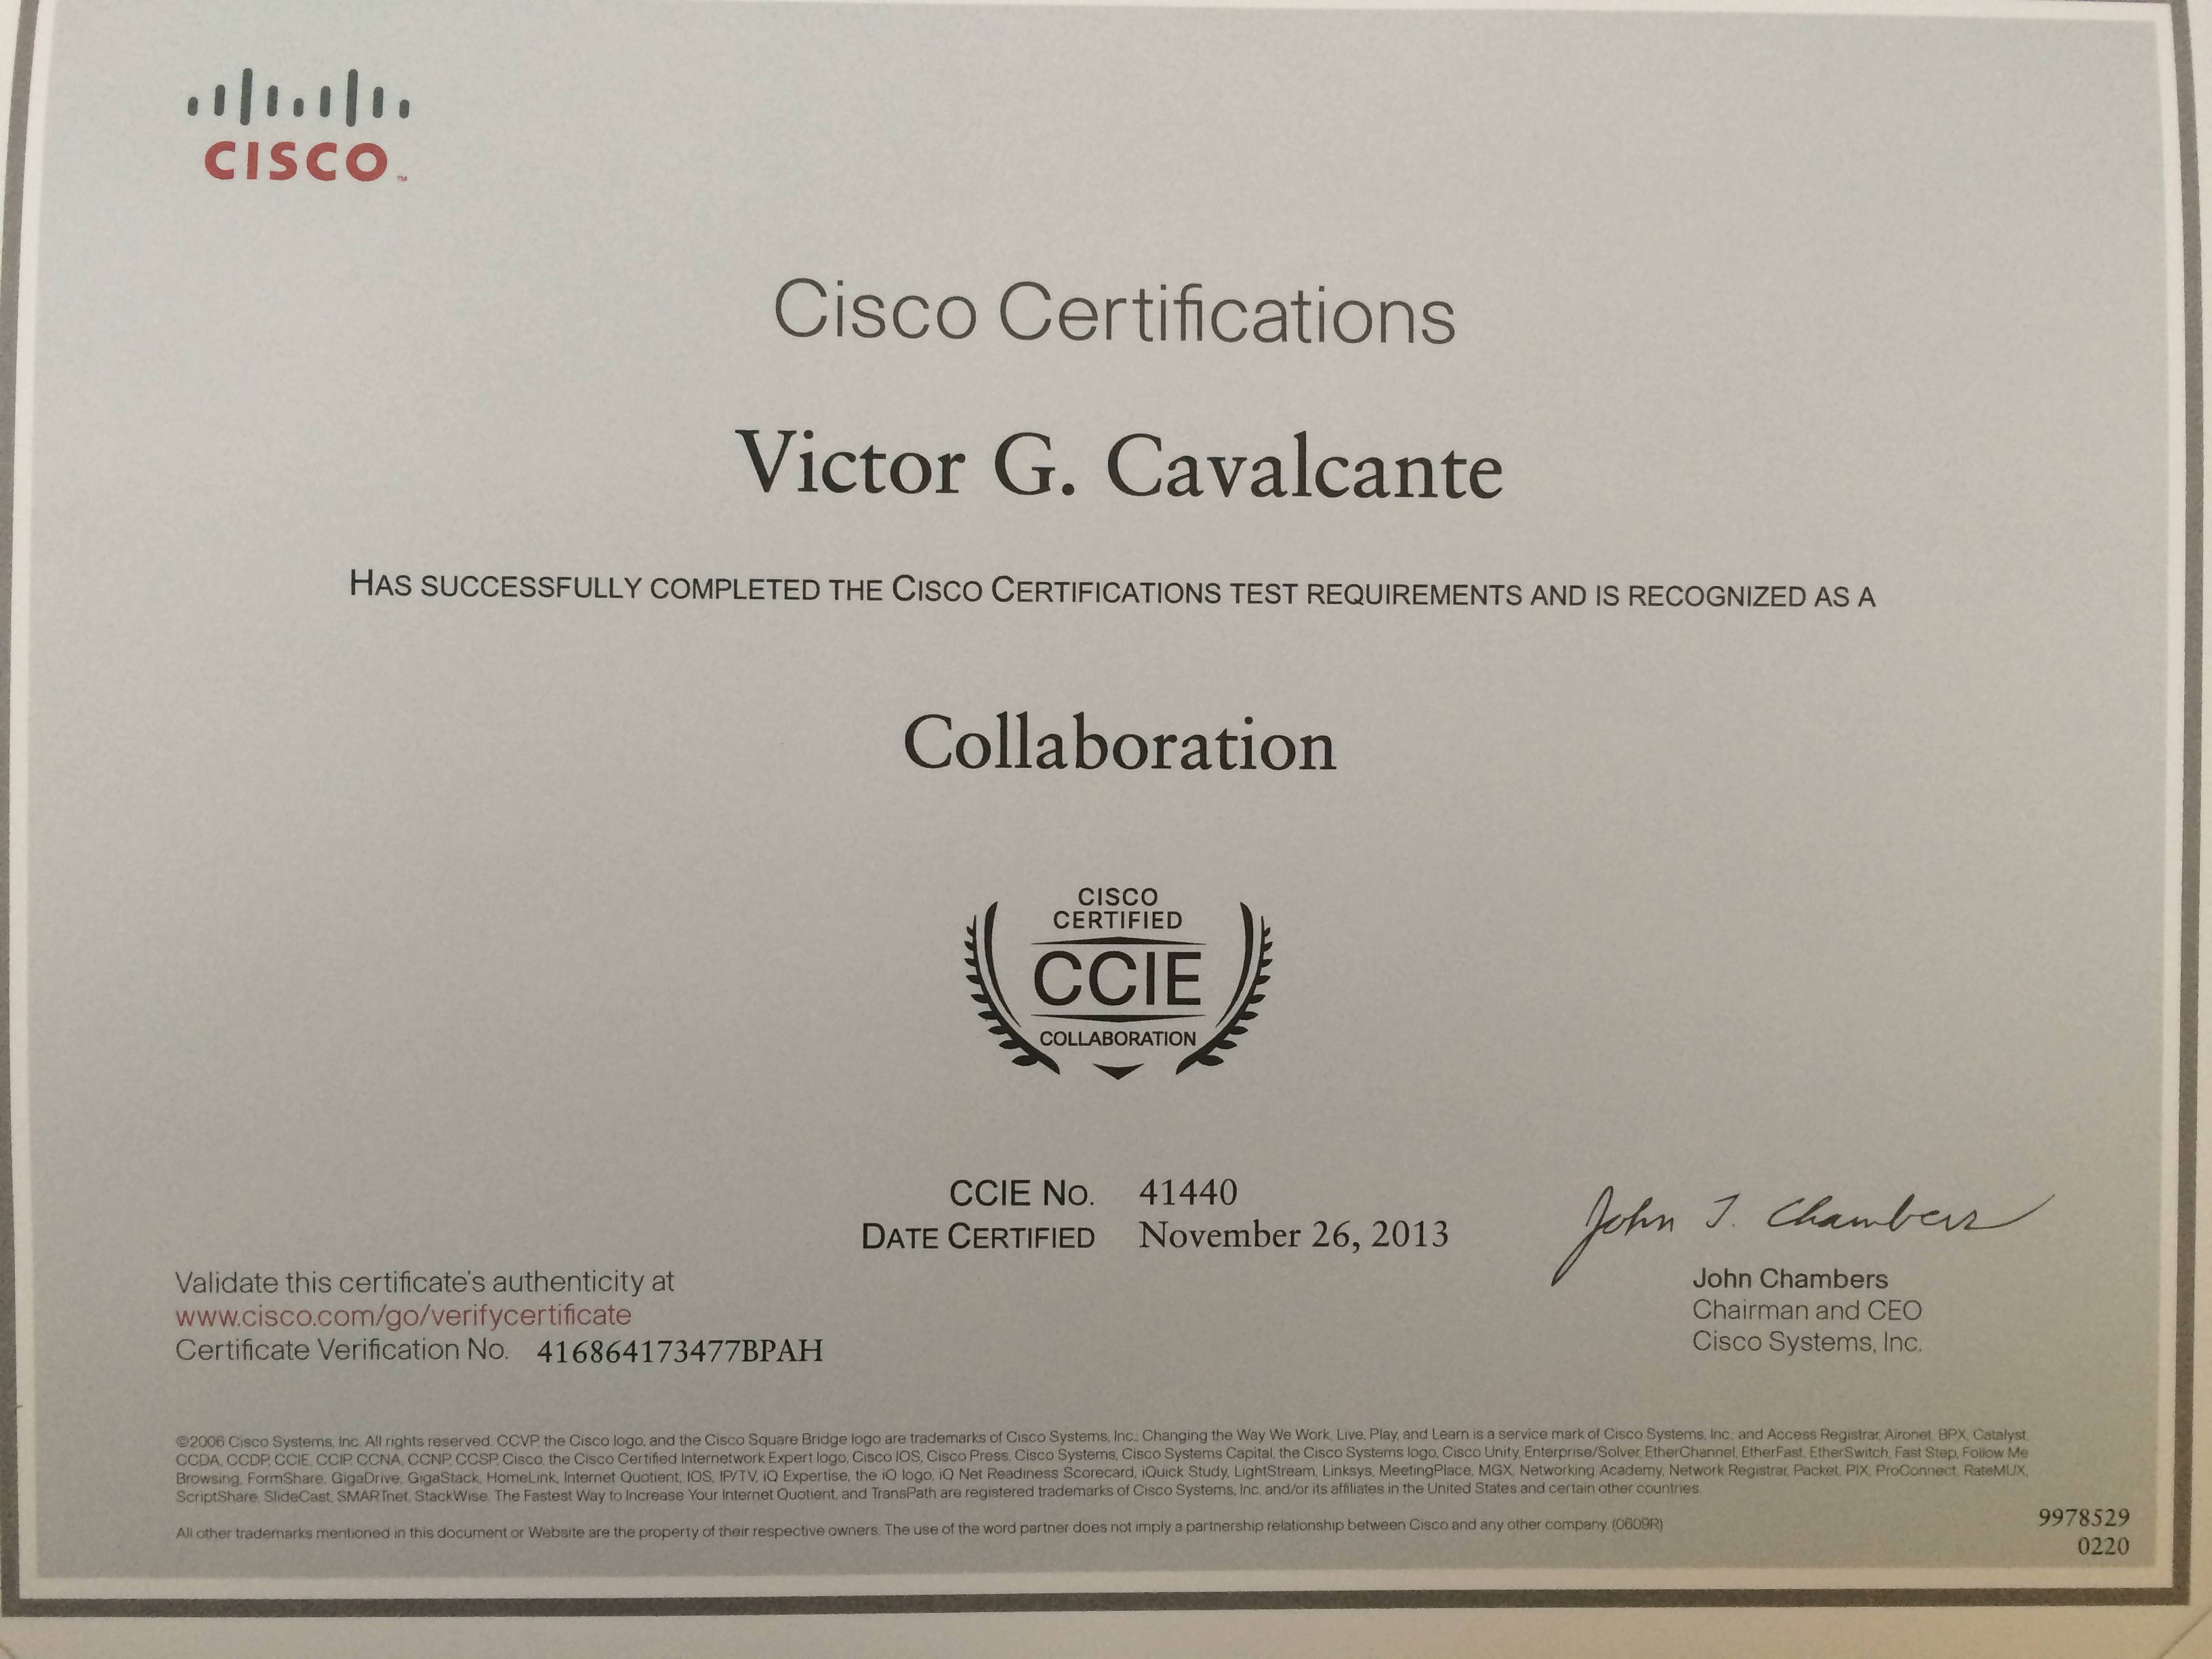 CISCO™
Cisco Certifications
Victor G. Cavalcante
HAS SUCCESSFULLY COMPLETED THE CISCO CERTIFICATIONS TEST REQUIREMENTS AND IS RECOGNIZED AS A
Collaboration
CISCO
CERTIFIED
CCIE
COLLABORATION
CCIE NO. 41440
DATE CERTIFIED November 26, 2013
John T. Chambers
John Chambers
Chairman and CEO
Cisco Systems, Inc.
Validate this certificate's authenticity at
www.cisco.com/go/verifycertificate
Certificate Verification No. 416864173477BPAH
©2006 Cisco Systems, Inc. All rights reserved. CCVP, the Cisco logo, and the Cisco Square Bridge logo are trademarks of Cisco Systems, Inc.; Changing the Way We Work, Live, Play, and Learn is a service mark of Cisco Systems, Inc.; and Access Registrar, Aironet, BPX, Catalyst,
CCDA, CCDP, CCIE, CCIP, CCNA, CCNP, CCSP, Cisco, the Cisco Certified Internetwork Expert logo, Cisco IOS, Cisco Press, Cisco Systems, Cisco Systems Capital, the Cisco Systems logo, Cisco Unity, Enterprise/Solver, EtherChannel, EtherFast, EtherSwitch, Fast Step, Follow Me
Browsing, FormShare, GigaDrive, GigaStack, HomeLink, Internet Quotient, IOS, IP/TV, iQ Expertise, the iQ logo, iQ Net Readiness Scorecard, iQuick Study, LightStream, Linksys, MeetingPlace, MGX, Networking Academy, Network Registrar, Packet, PIX, ProConnect, RateMUX,
ScriptShare, SlideCast, SMARTnet, StackWise, The Fastest Way to Increase Your Internet Quotient, and TransPath are registered trademarks of Cisco Systems, Inc. and/or its affiliates in the United States and certain other countries.
All other trademarks mentioned in this document or Website are the property of their respective owners. The use of the word partner does not imply a partnership relationship between Cisco and any other company. (0609R)
9978529
0220